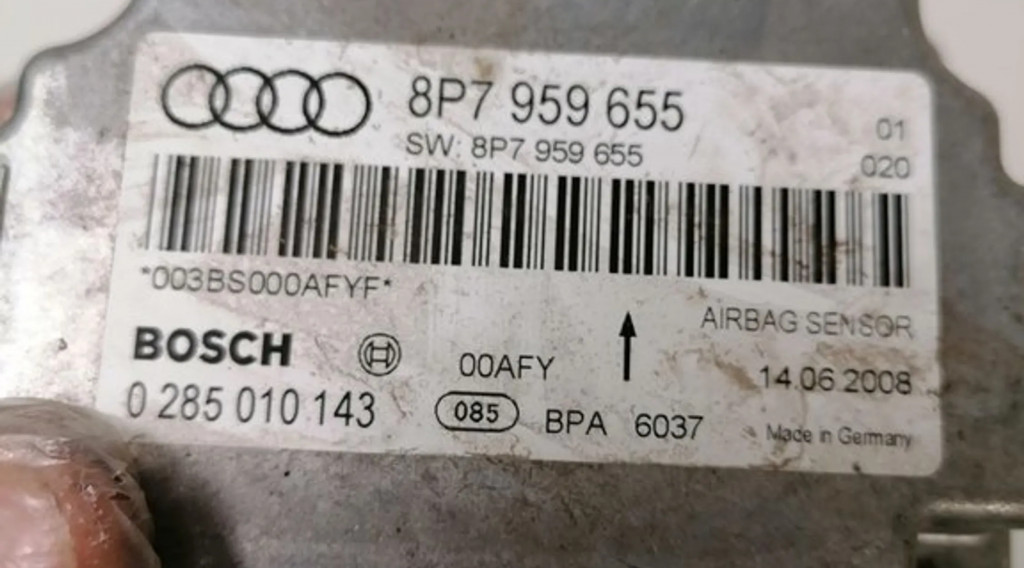 8P7 959 655
01
SW: 8P7 959 655
020
*003BS000AFYF*
AIRBAG SENSOR
BOSCH
00AFY
14.06.2008
0 285 010 143
085
BPA 6037
Made in Germany